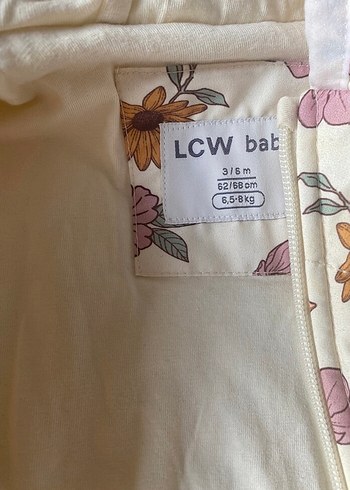 LCW bab
3/6 m
62/68 cm
6,5-8 kg